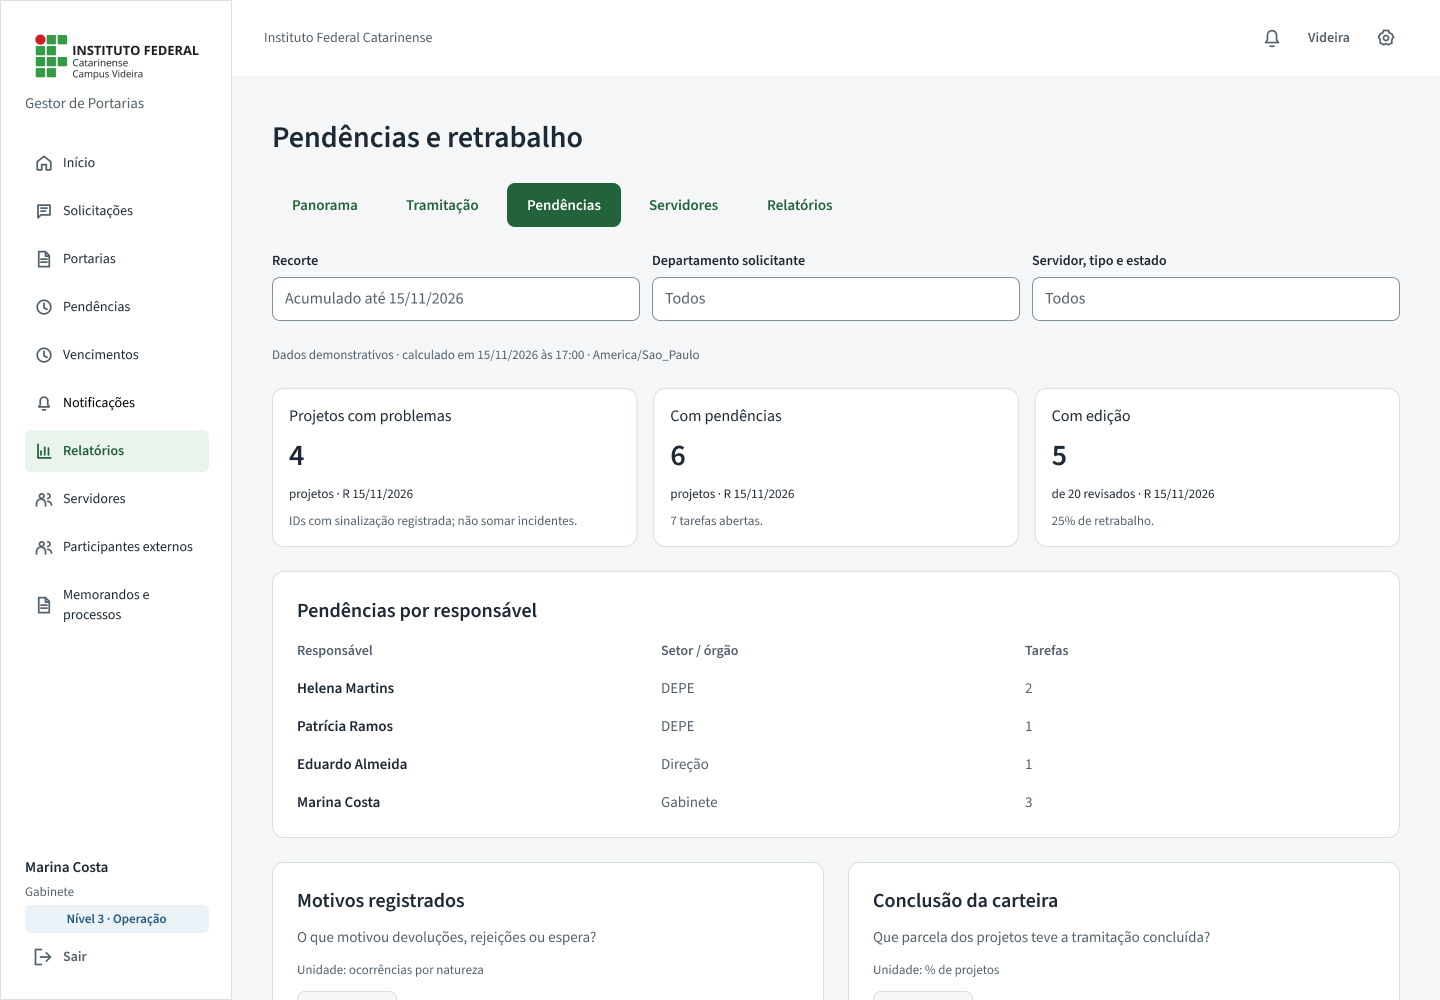 INSTITUTO FEDERAL
Catarinense
Campus Videira
Gestor de Portarias
Início
Solicitações
Portarias
Pendências
Vencimentos
Notificações
Relatórios
Servidores
Participantes externos
Memorandos e
processos
Marina Costa
Gabinete
Nível 3 · Operação
Sair
Instituto Federal Catarinense
Videira
Pendências e retrabalho
Panorama
Tramitação
Pendências
Servidores
Relatórios
Recorte
Departamento solicitante
Servidor, tipo e estado
Acumulado até 15/11/2026
Todos
Todos
Dados demonstrativos · calculado em 15/11/2026 às 17:00 · America/Sao_Paulo
Projetos com problemas
4
projetos · R 15/11/2026
IDs com sinalização registrada; não somar incidentes.
Com pendências
6
projetos · R 15/11/2026
7 tarefas abertas.
Com edição
5
de 20 revisados · R 15/11/2026
25% de retrabalho.
Pendências por responsável
Responsável Setor / órgão Tarefas
Helena Martins DEPE 2
Patrícia Ramos DEPE 1
Eduardo Almeida Direção 1
Marina Costa Gabinete 3
Motivos registrados
O que motivou devoluções, rejeições ou espera?
Unidade: ocorrências por natureza
Conclusão da carteira
Que parcela dos projetos teve a tramitação concluída?
Unidade: % de projetos